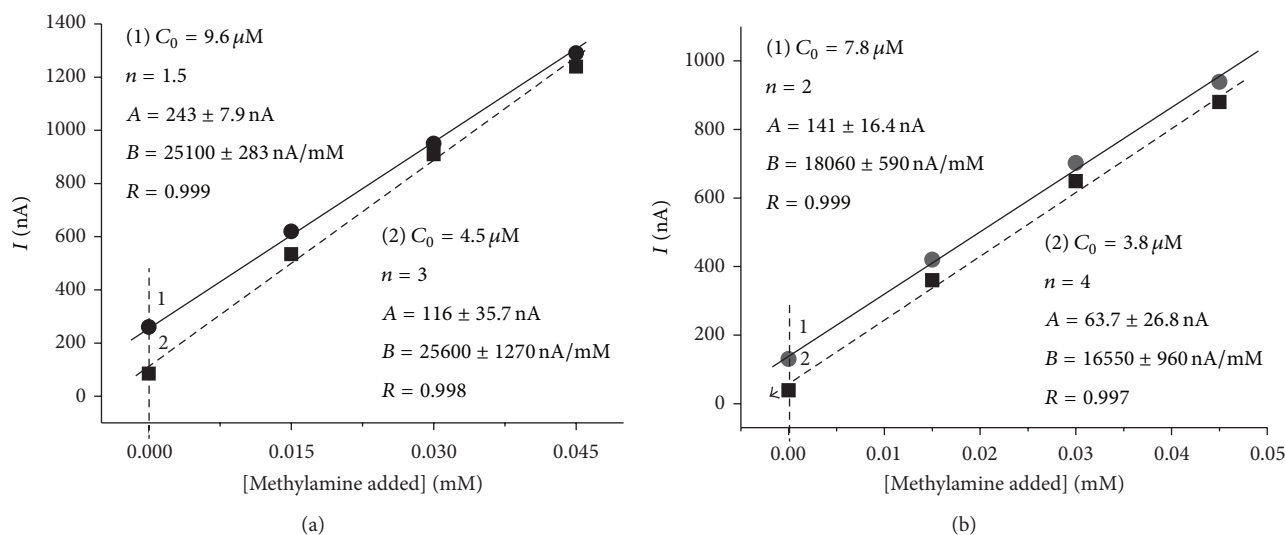 1400
1200
1000
800
600
400
200
0
I (nA)
(1) C₀ = 9.6 μM
n = 1.5
A = 243 ± 7.9 nA
B = 25100 ± 283 nA/mM
R = 0.999
(2) C₀ = 4.5 μM
n = 3
A = 116 ± 35.7 nA
B = 25600 ± 1270 nA/mM
R = 0.998
1
2
0.000
0.015
0.030
0.045
[Methylamine added] (mM)
(a)
1000
800
600
400
200
0
I (nA)
(1) C₀ = 7.8 μM
n = 2
A = 141 ± 16.4 nA
B = 18060 ± 590 nA/mM
R = 0.999
(2) C₀ = 3.8 μM
n = 4
A = 63.7 ± 26.8 nA
B = 16550 ± 960 nA/mM
R = 0.997
1
2
0.00
0.01
0.02
0.03
0.04
0.05
[Methylamine added] (mM)
(b)